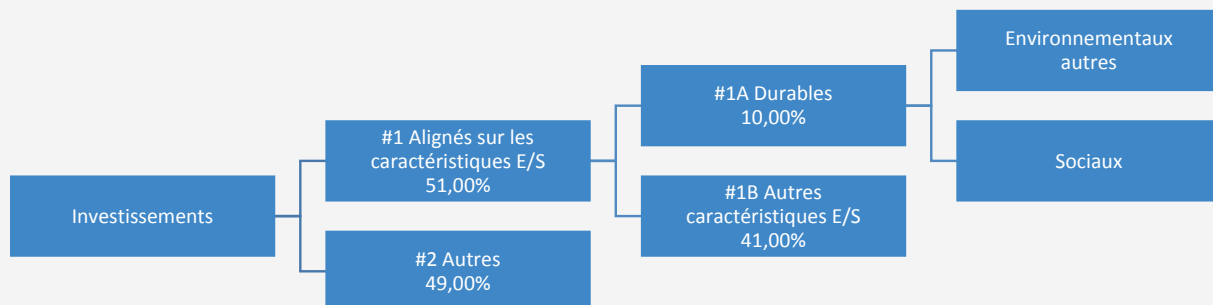 Investissements
#1 Alignés sur les
caractéristiques E/S
51,00%
#2 Autres
49,00%
#1A Durables
10,00%
#1B Autres
caractéristiques E/S
41,00%
Environnementaux
autres
Sociaux